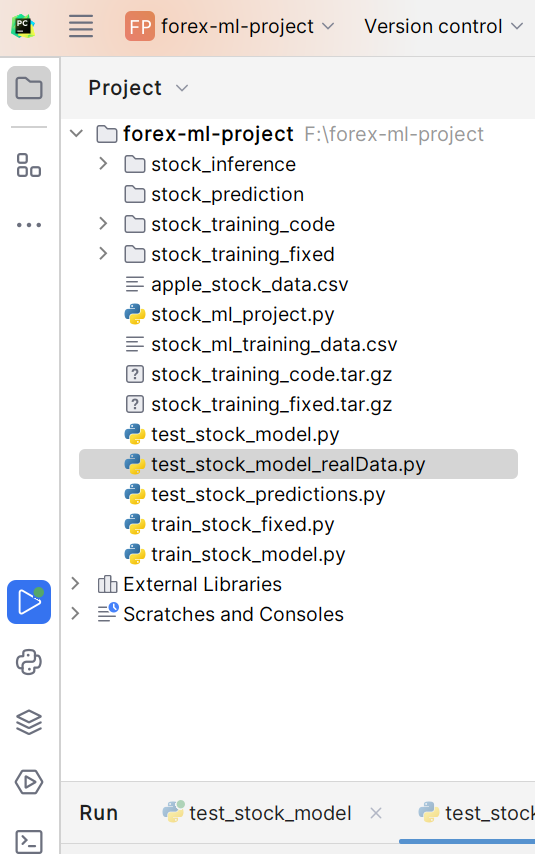 PC
FP forex-ml-project Version control
Project
forex-ml-project F:\forex-ml-project
stock_inference
stock_prediction
stock_training_code
stock_training_fixed
apple_stock_data.csv
stock_ml_project.py
stock_ml_training_data.csv
? stock_training_code.tar.gz
? stock_training_fixed.tar.gz
test_stock_model.py
test_stock_model_realData.py
test_stock_predictions.py
train_stock_fixed.py
train_stock_model.py
External Libraries
Scratches and Consoles
Run test_stock_model × test_stock